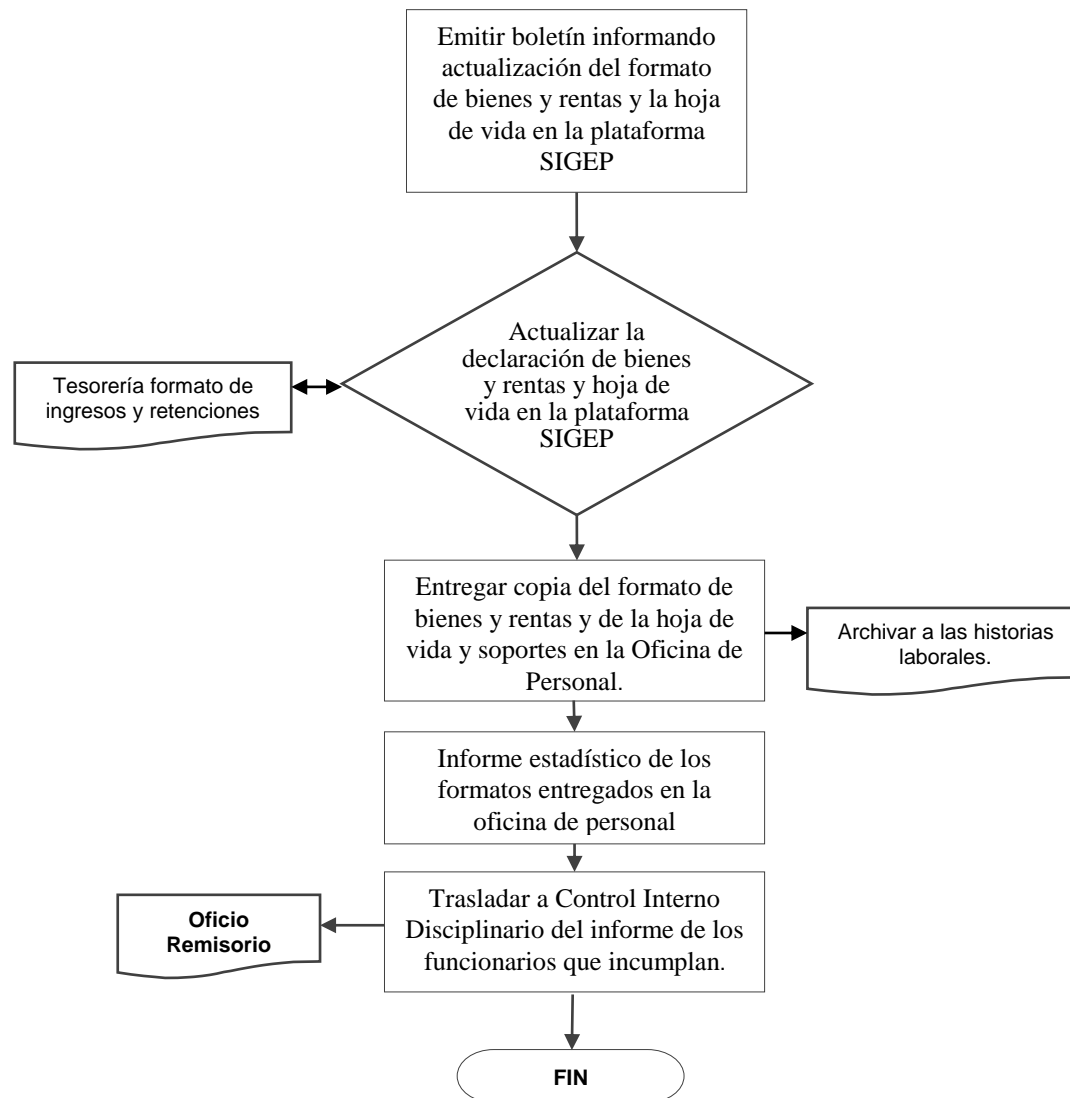 Emitir boletín informando
actualización del formato
de bienes y rentas y la hoja
de vida en la plataforma
SIGEP
Actualizar la
declaración de bienes
y rentas y hoja de
vida en la plataforma
SIGEP
Tesorería formato de
ingresos y retenciones
Entregar copia del formato de
bienes y rentas y de la hoja de
vida y soportes en la Oficina de
Personal.
Archivar a las historias
laborales.
Informe estadístico de los
formatos entregados en la
oficina de personal
Trasladar a Control Interno
Disciplinario del informe de los
funcionarios que incumplan.
Oficio
Remisorio
FIN